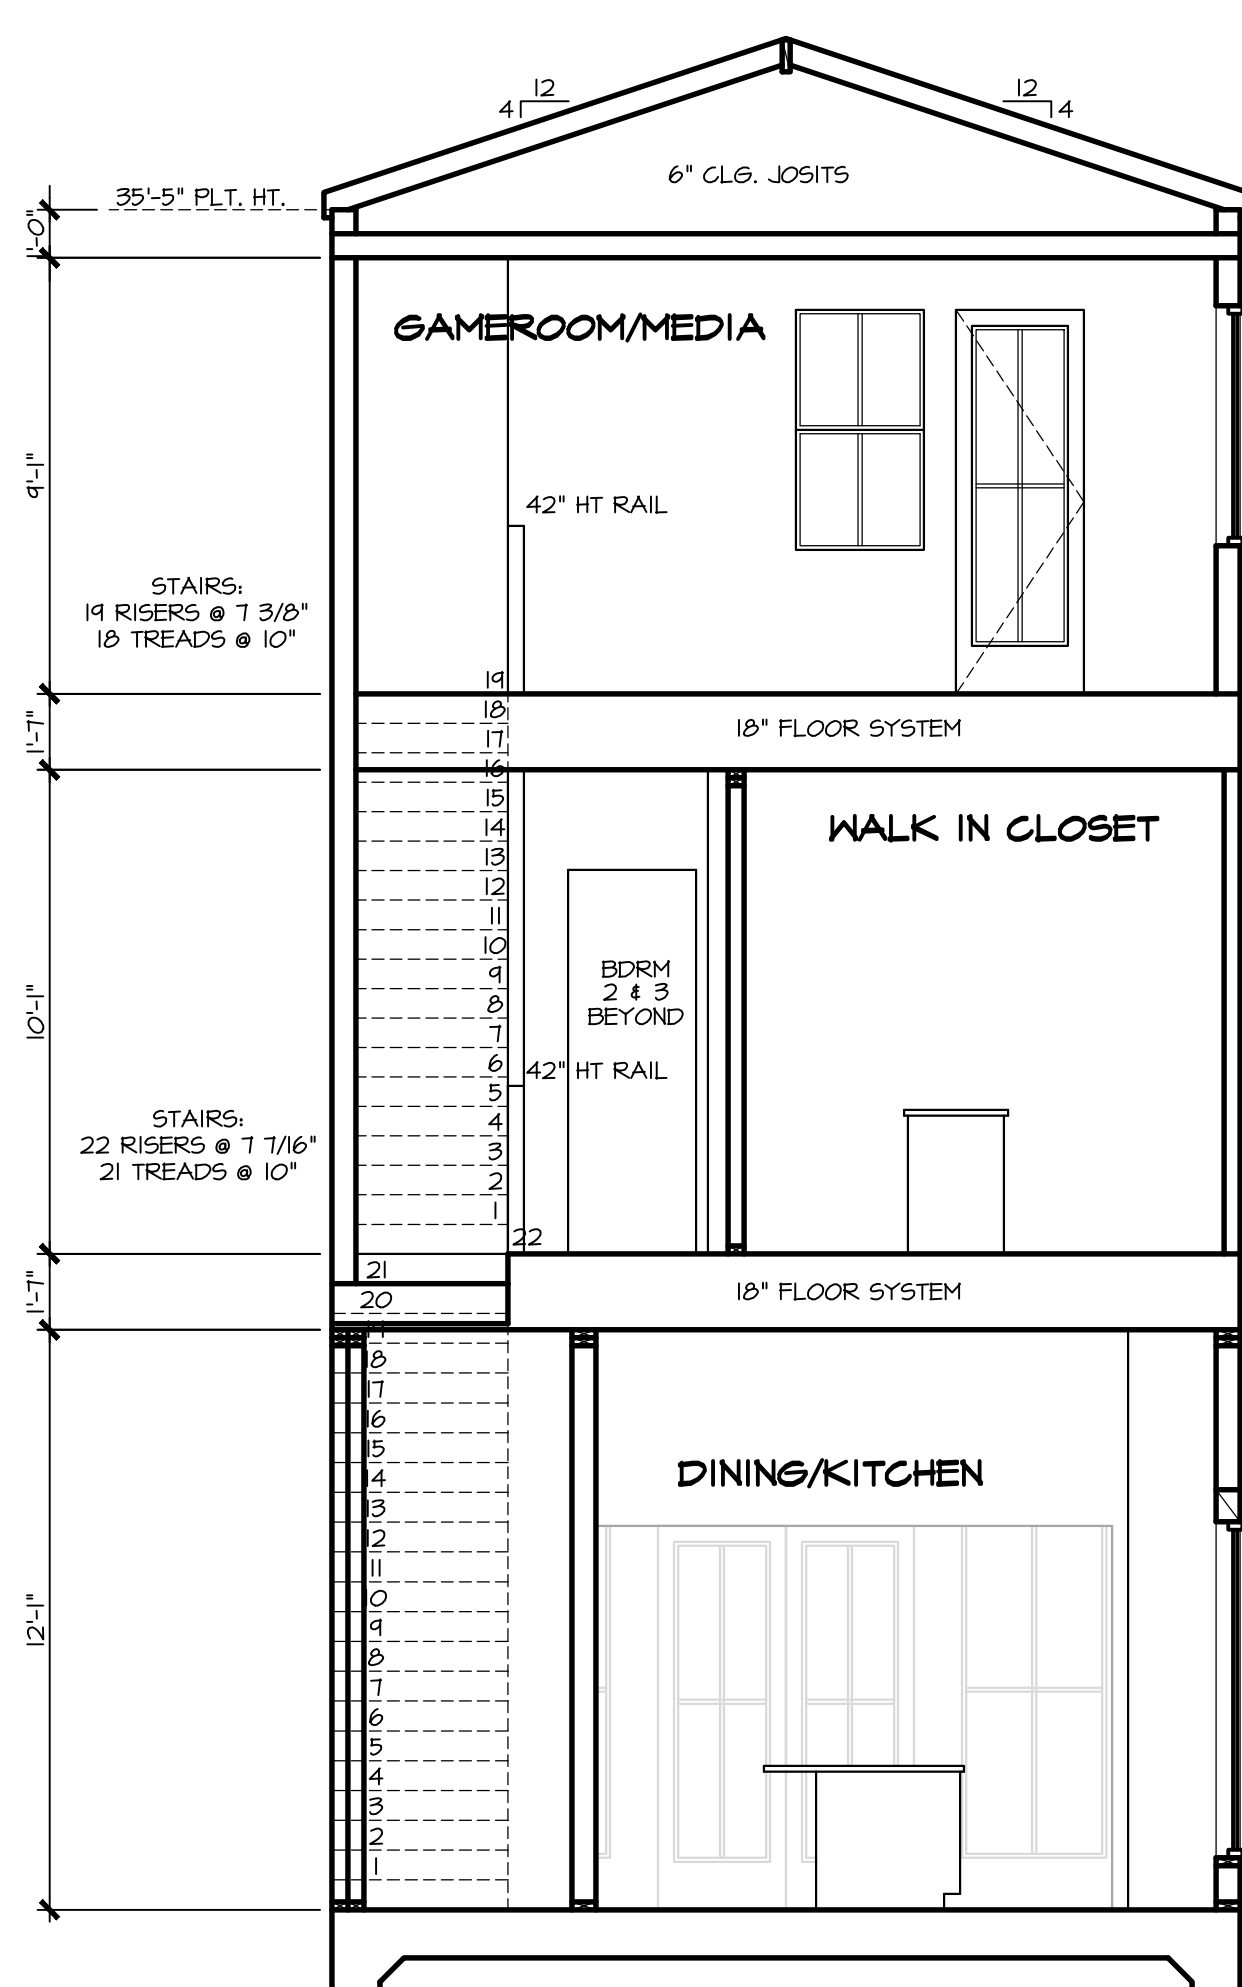 12
4
12
4
6" CLG. JOSITS
35'-5" PLT. HT.
1'-0"
GAMEROOM/MEDIA
9'-1"
42" HT RAIL
STAIRS:
19 RISERS @ 7 3/8"
18 TREADS @ 10"
19
18
17
16
15
14
13
12
11
10
9
8
7
6
5
4
3
2
1
1'-7"
18" FLOOR SYSTEM
WALK IN CLOSET
BDRM
2 & 3
BEYOND
10'-1"
42" HT RAIL
STAIRS:
22 RISERS @ 7 7/16"
21 TREADS @ 10"
22
21
20
18
17
16
15
14
13
12
11
10
9
8
7
6
5
4
3
2
1
1'-7"
18" FLOOR SYSTEM
DINING/KITCHEN
12'-1"